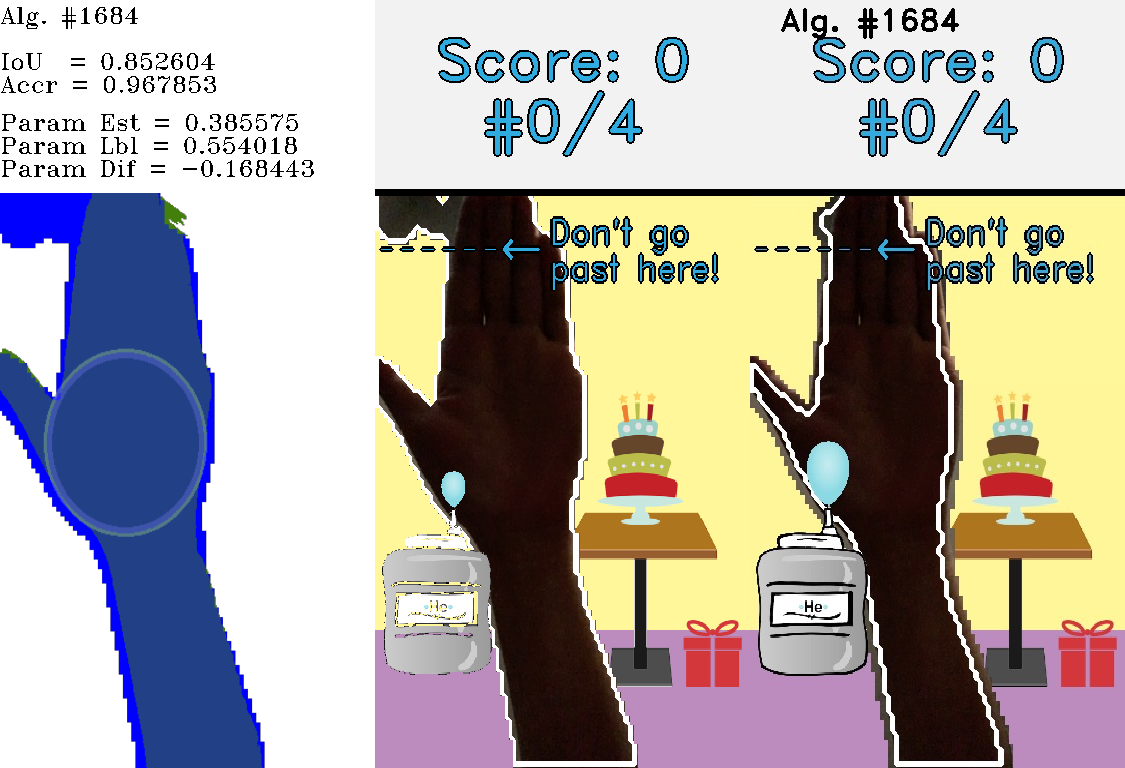 Alg. #1684
IoU = 0.852604
Accr = 0.967853
Param Est = 0.385575
Param Lbl = 0.554018
Param Dif = −0.168443
Score: 0
#0/4
Don't go
past here!
He
Alg. #1684
Score: 0
#0/4
Don't go
past here!
He